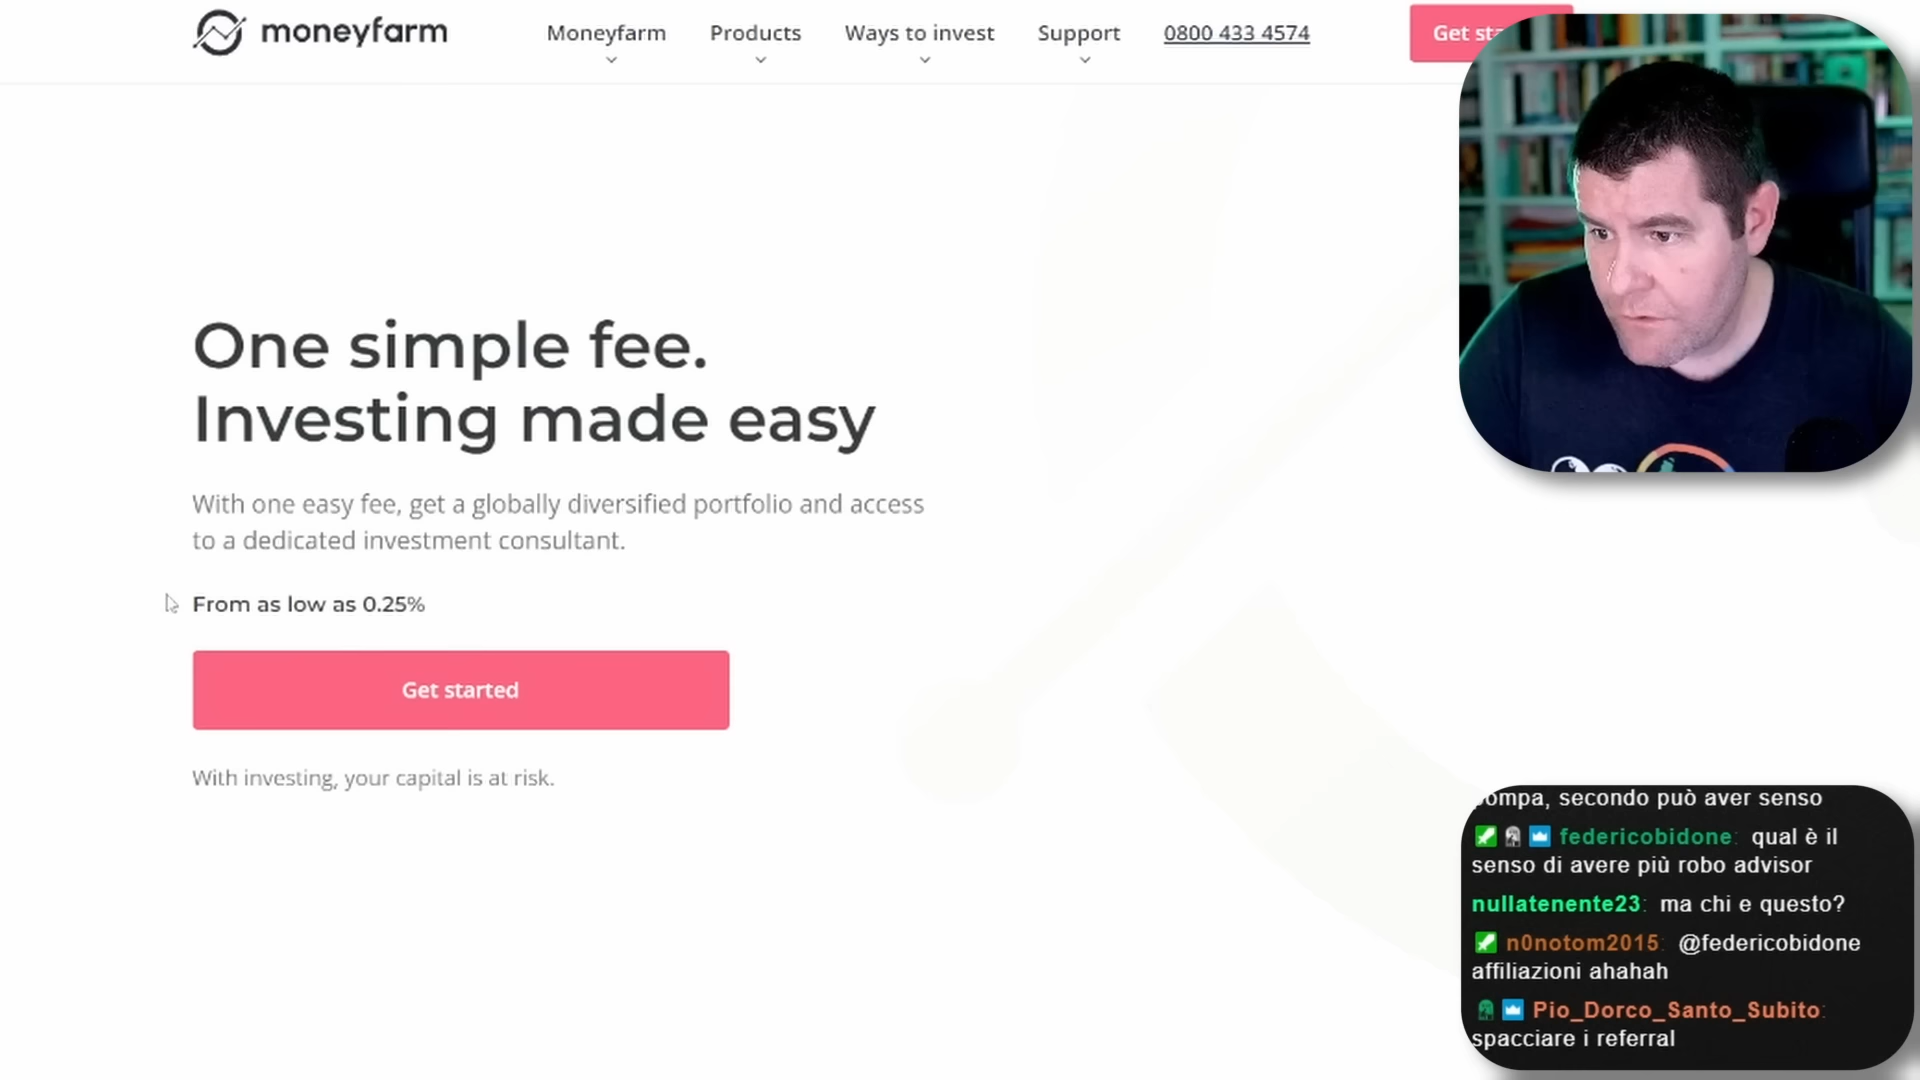 moneyfarm
Moneyfarm Products Ways to invest Support 0800 433 4574 Get
One simple fee.
Investing made easy
With one easy fee, get a globally diversified portfolio and access
to a dedicated investment consultant.
From as low as 0.25%
Get started
With investing, your capital is at risk.
pompa, secondo può aver senso
federicobidone: qual è il
senso di avere più robo advisor
nullatenente23: ma chi e questo?
n0notom2015: @federicobidone
affiliazioni ahahah
Pio_Dorco_Santo_Subito:
spacciare i referral